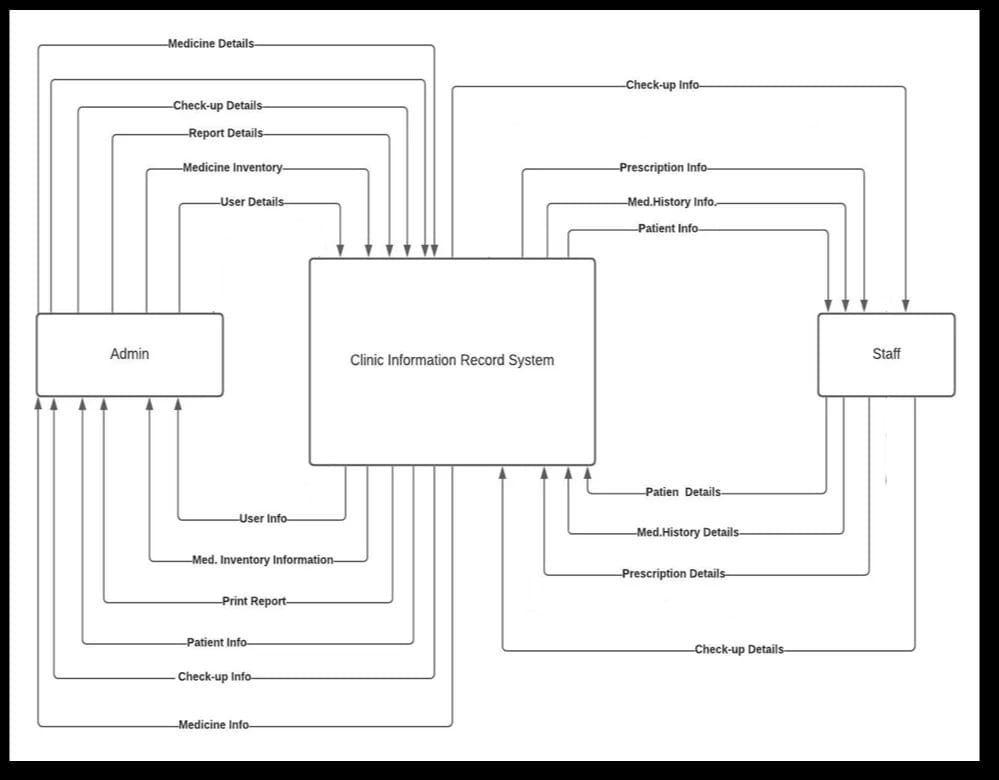 Medicine Details
Check-up Info
Check-up Details
Report Details
Medicine Inventory
Prescription Info
User Details
Med.History Info.
Patient Info
Admin
Clinic Information Record System
Staff
Patien Details
User Info
Med.History Details
Med. Inventory Information
Prescription Details
Print Report
Patient Info
Check-up Details
Check-up Info
Medicine Info